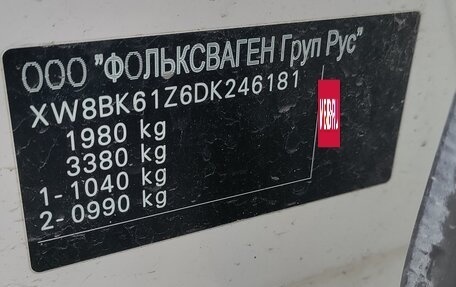 ООО "ФОЛЬКСВАГЕН Груп Рус"
XW8BK61Z6DK246181
1980 kg
3380 kg
1-1040 kg
2-0990 kg